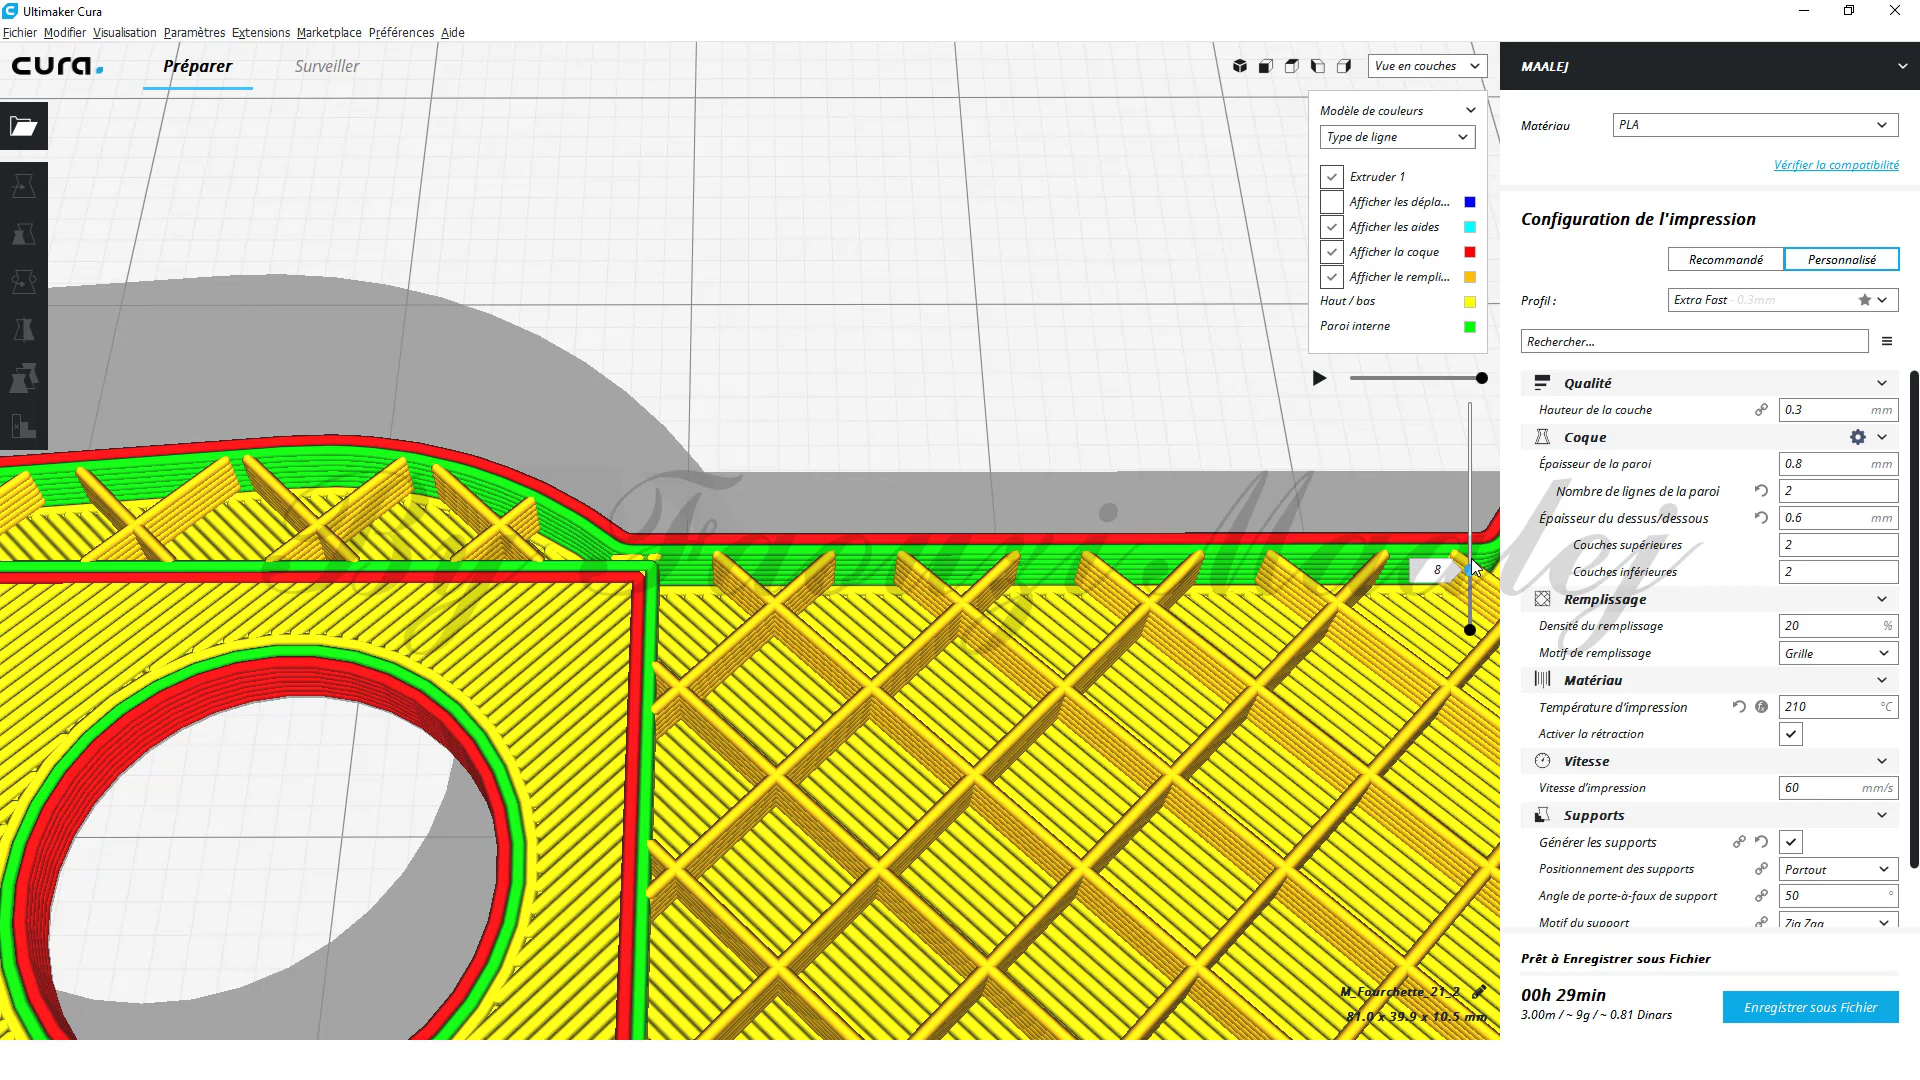 Ultimaker Cura
Fichier Modifier Visualisation Paramètres Extensions Marketplace Préférences Aide
cura. Préparer Surveiller
Vue en couches
MAALEJ
Modèle de couleurs
Type de ligne
Extruder 1
Afficher les dépla...
Afficher les aides
Afficher la coque
Afficher le rempli...
Haut / bas
Paroi interne
8
By Faouzi Maalej
M_Fourchette_21_2
81.0 x 39.9 x 10.5 mm
Matériau PLA
Vérifier la compatibilité
Configuration de l'impression
Recommandé Personnalisé
Profil : Extra Fast - 0.3mm
Rechercher...
Qualité
Hauteur de la couche 0.3 mm
Coque
Épaisseur de la paroi 0.8 mm
Nombre de lignes de la paroi 2
Épaisseur du dessus/dessous 0.6 mm
Couches supérieures 2
Couches inférieures 2
Remplissage
Densité du remplissage 20 %
Motif de remplissage Grille
Matériau
Température d'impression 210 °C
Activer la rétraction
Vitesse
Vitesse d'impression 60 mm/s
Supports
Générer les supports
Positionnement des supports Partout
Angle de porte-à-faux de support 50 °
Motif du support Zig Zag
Prêt à Enregistrer sous Fichier
00h 29min
3.00m / ~ 9g / ~ 0.81 Dinars
Enregistrer sous Fichier